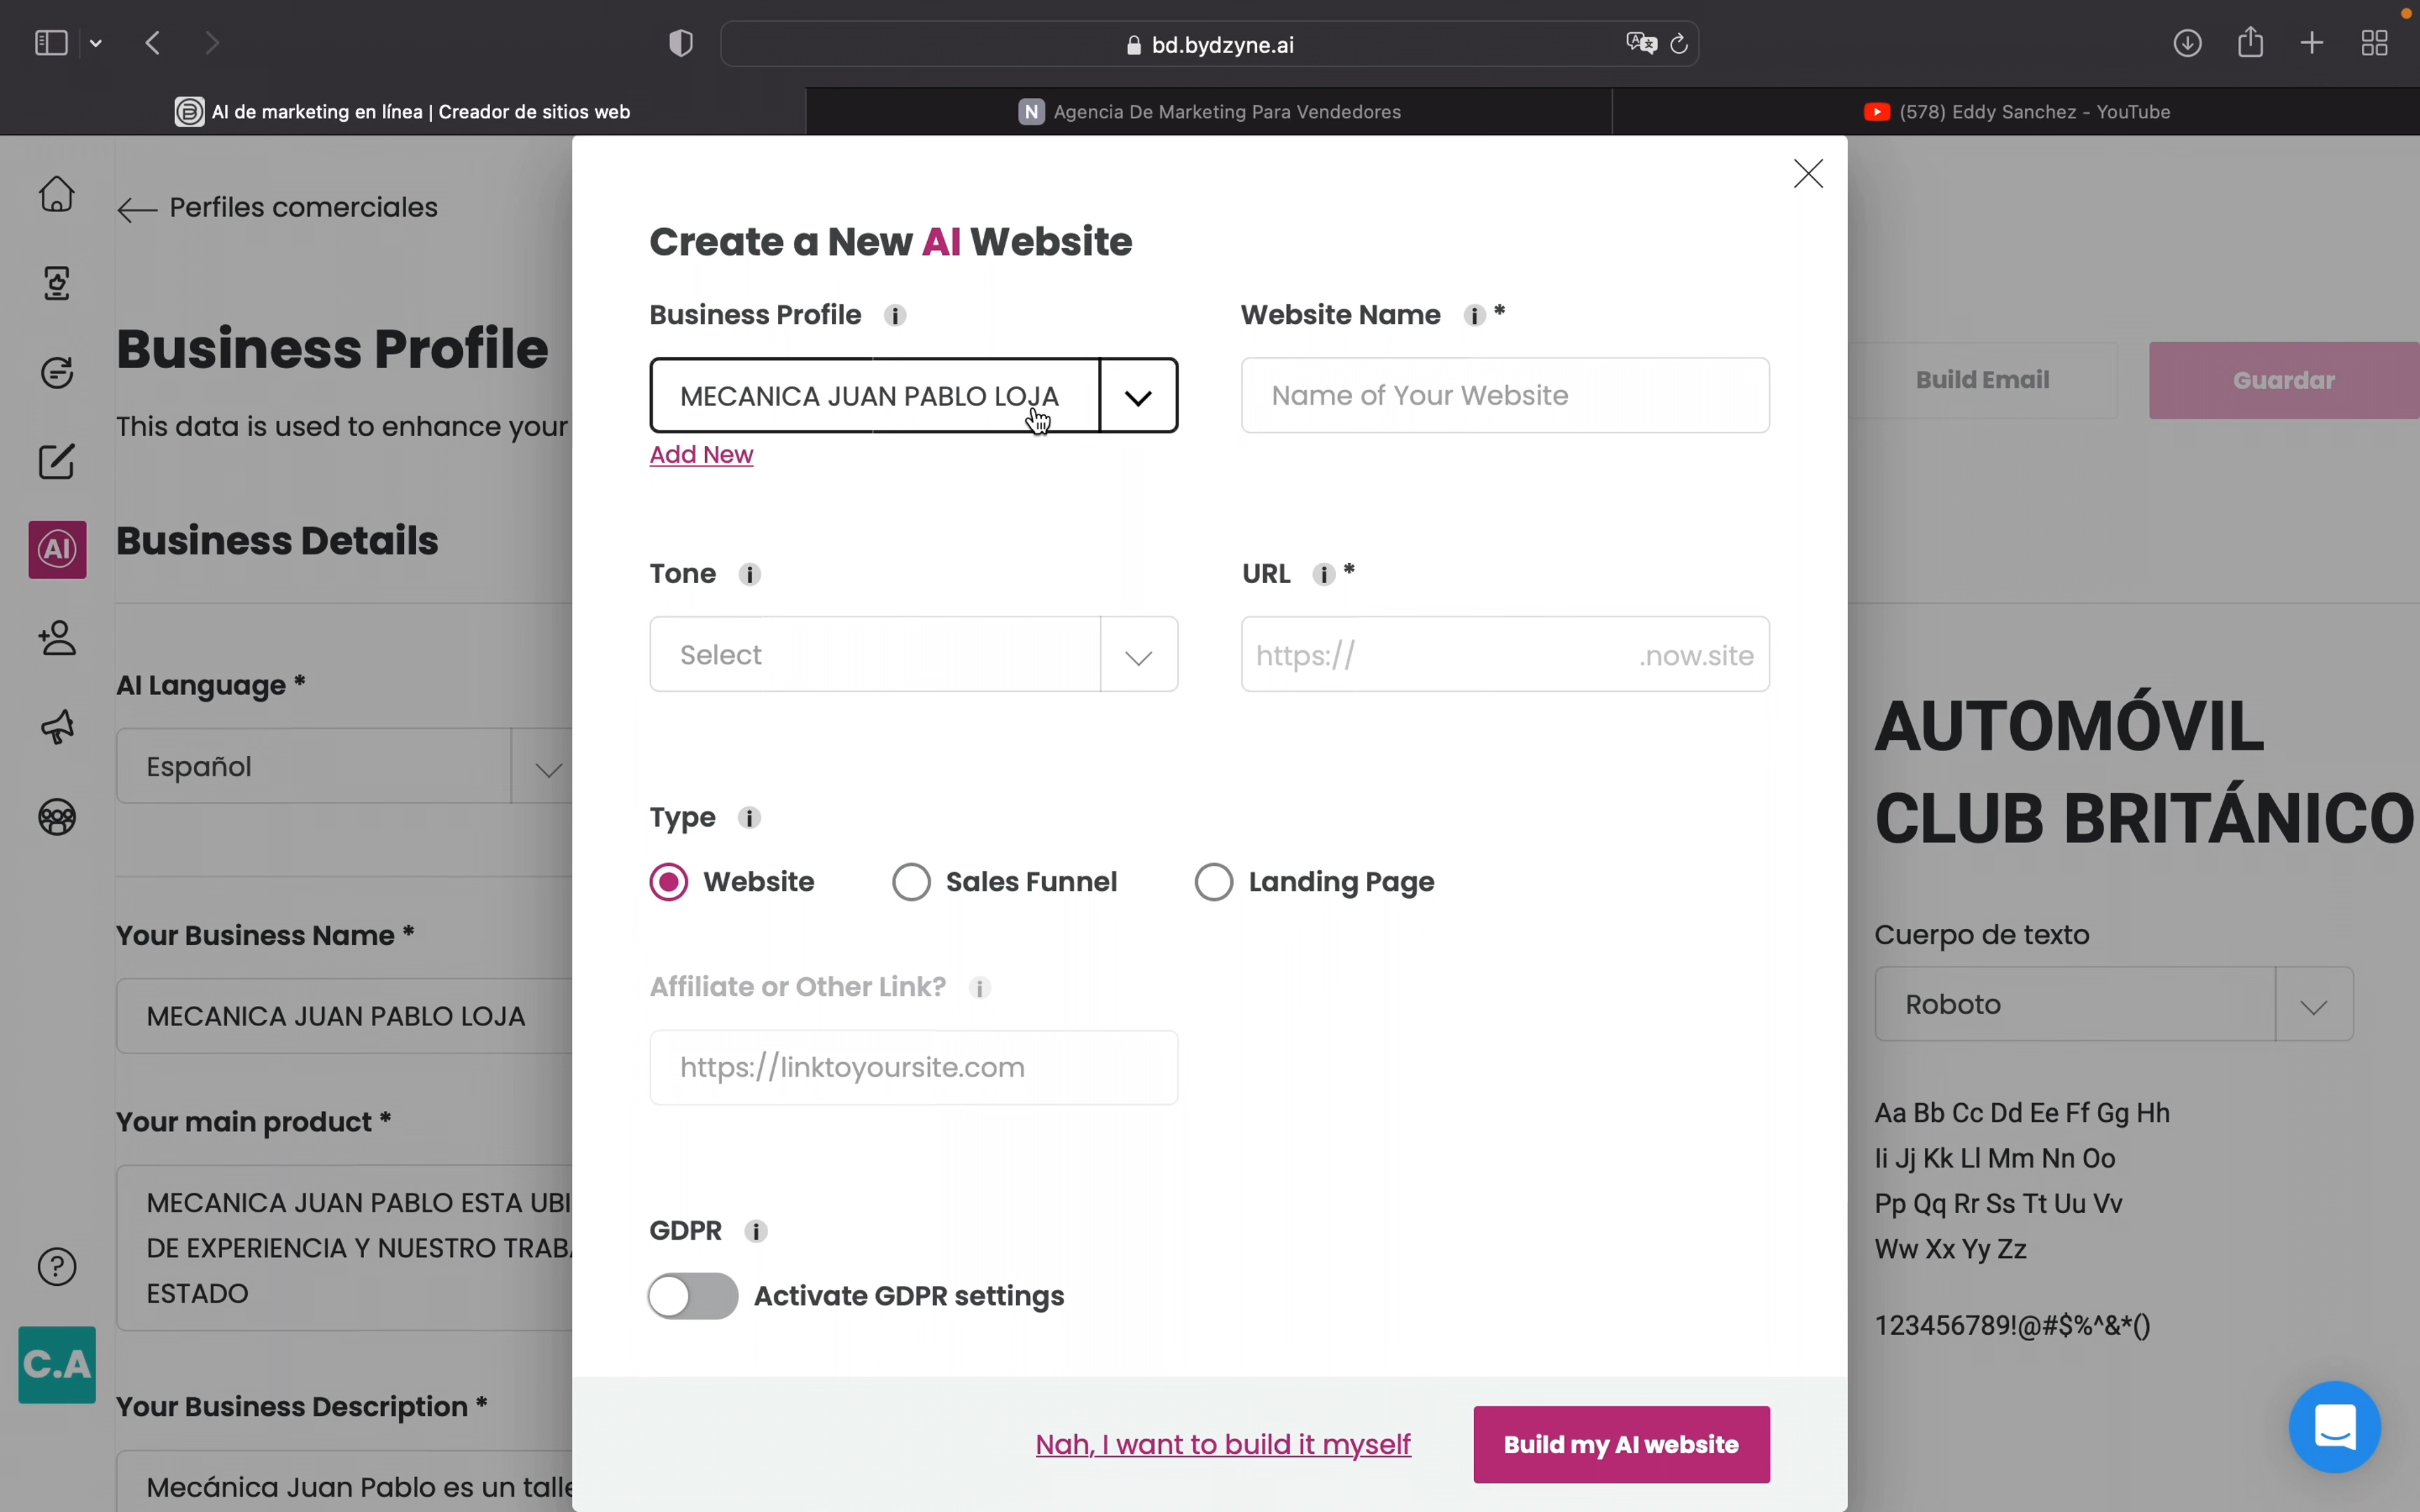 bd.bydzyne.ai
AI de marketing en línea | Creador de sitios web
N Agencia De Marketing Para Vendedores
(578) Eddy Sanchez - YouTube
Perfiles comerciales
Business Profile
This data is used to enhance your
Build Email
Guardar
Business Details
AI
AI Language *
Español
Your Business Name *
MECANICA JUAN PABLO LOJA
Your main product *
MECANICA JUAN PABLO ESTA UBI
DE EXPERIENCIA Y NUESTRO TRAB
ESTADO
Your Business Description *
Mecánica Juan Pablo es un talle
C.A
Create a New AI Website
Business Profile i
Website Name i *
MECANICA JUAN PABLO LOJA
Name of Your Website
Add New
Tone i
URL i *
Select
https:// .now.site
Type i
Website
Sales Funnel
Landing Page
Affiliate or Other Link? i
https://linktoyoursite.com
GDPR i
Activate GDPR settings
Nah, I want to build it myself
Build my AI website
AUTOMÓVIL
CLUB BRITÁNICO
Cuerpo de texto
Roboto
Aa Bb Cc Dd Ee Ff Gg Hh
Ii Jj Kk Ll Mm Nn Oo
Pp Qq Rr Ss Tt Uu Vv
Ww Xx Yy Zz
123456789!@#$%^&*()